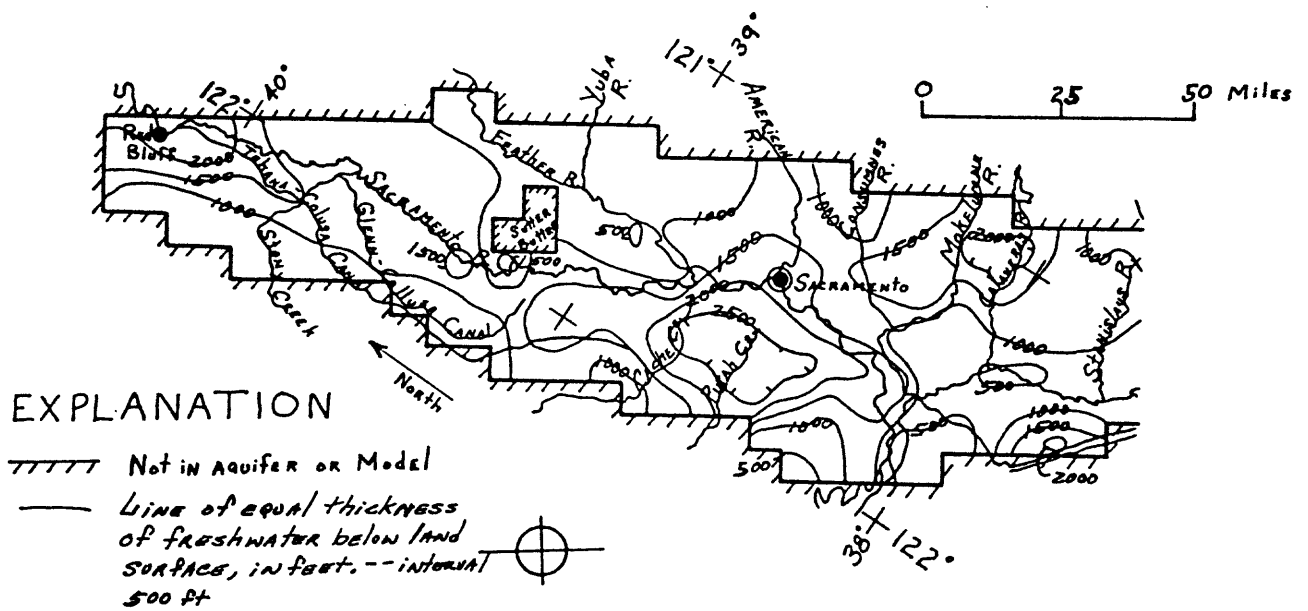 122° 40°
Red
Bluff
2000
1500
1000
Tehama-
Colusa
Canal
Stony
Creek
Glenn-
Canal
SACRAMENTO
R.
1500
Feather R.
Yuba
R.
Sutter
Buttes
500
500
1000
1500
2000
2500
1000
Cache Cr
Putah Cr
121° 39°
AMERICAN
R.
SACRAMENTO
1000
COSUMNES
R.
1500
Mokelumne
R.
2000
1000
Stanislaus R.
1000
500
1000
1500
2000
500
1000
500
38° 122°
North
0 25 50 Miles
EXPLANATION
Not in aquifer or Model
Line of equal thickness
of freshwater below land
surface, in feet. -- interval
500 ft